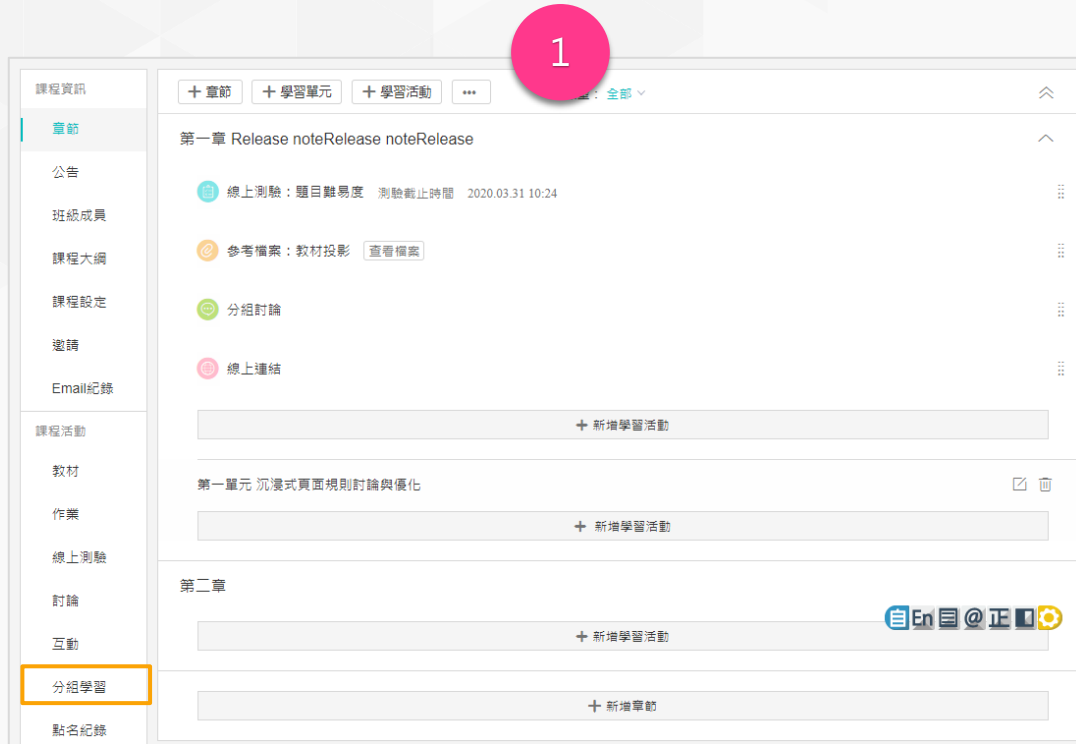 1
課程資訊
章節
公告
班級成員
課程大綱
課程設定
邀請
Email紀錄
課程活動
教材
作業
線上測驗
討論
互動
分組學習
點名紀錄
+ 章節 + 學習單元 + 學習活動 ••• : 全部
第一章 Release noteRelease noteRelease
線上測驗：題目難易度 測驗截止時間 2020.03.31 10:24
參考檔案：教材投影 查看檔案
分組討論
線上連結
+ 新增學習活動
第一單元 沉浸式頁面規則討論與優化
+ 新增學習活動
第二章
En @ 正
+ 新增學習活動
+ 新增章節